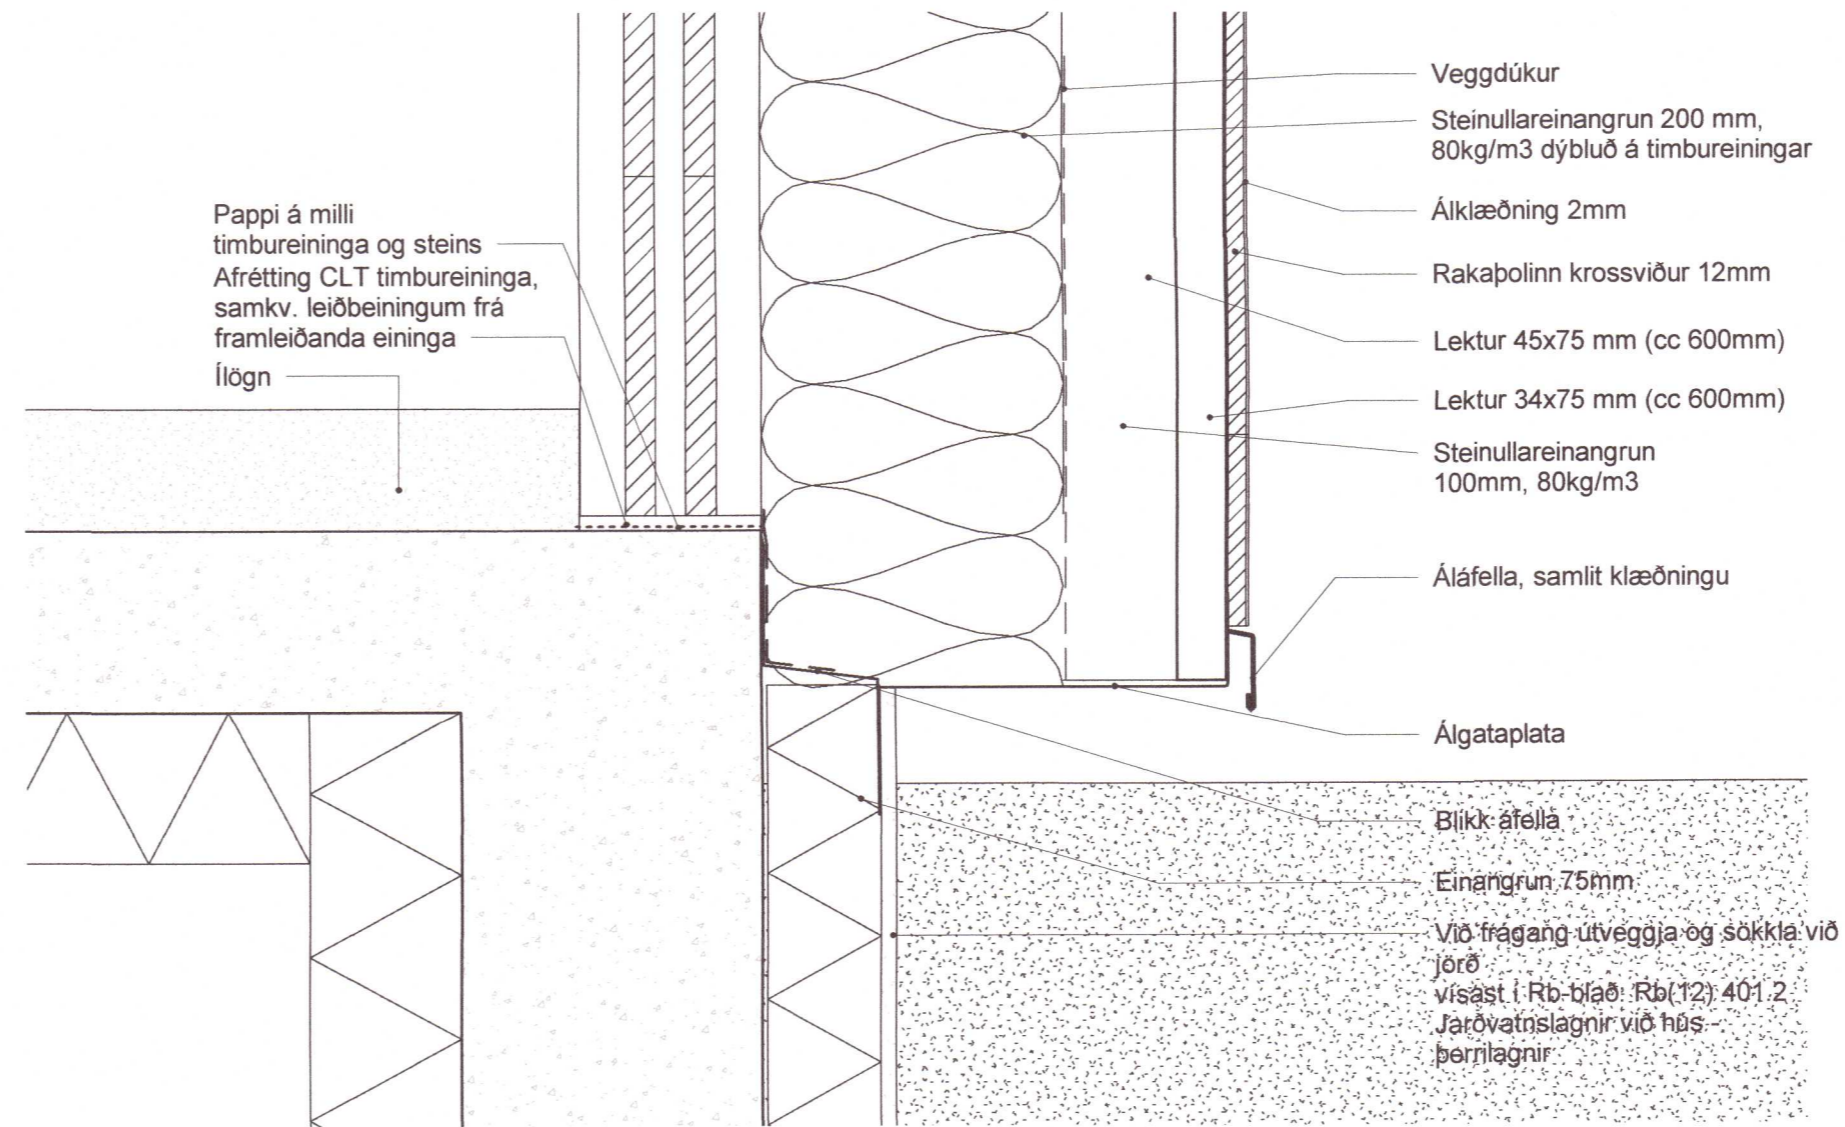 Pappi á milli
timbureininga og steins
Afrétting CLT timbureininga,
samkv. leiðbeiningum frá
framleiðanda eininga
Ílögn
Veggdúkur
Steinullareinangrun 200 mm,
80kg/m3 dýbluð á timbureiningar
Álklæðning 2mm
Rakaþolinn krossviður 12mm
Lektur 45x75 mm (cc 600mm)
Lektur 34x75 mm (cc 600mm)
Steinullareinangrun
100mm, 80kg/m3
Áláfella, samlit klæðningu
Álgataplata
Blikk áfella
Einangrun 75mm
Við frágang útveggja og sökkla við
jörð
vísast í Rb-blað: Rb(12).401.2
Jarðvatnslagnir við hús -
þerrilagnir